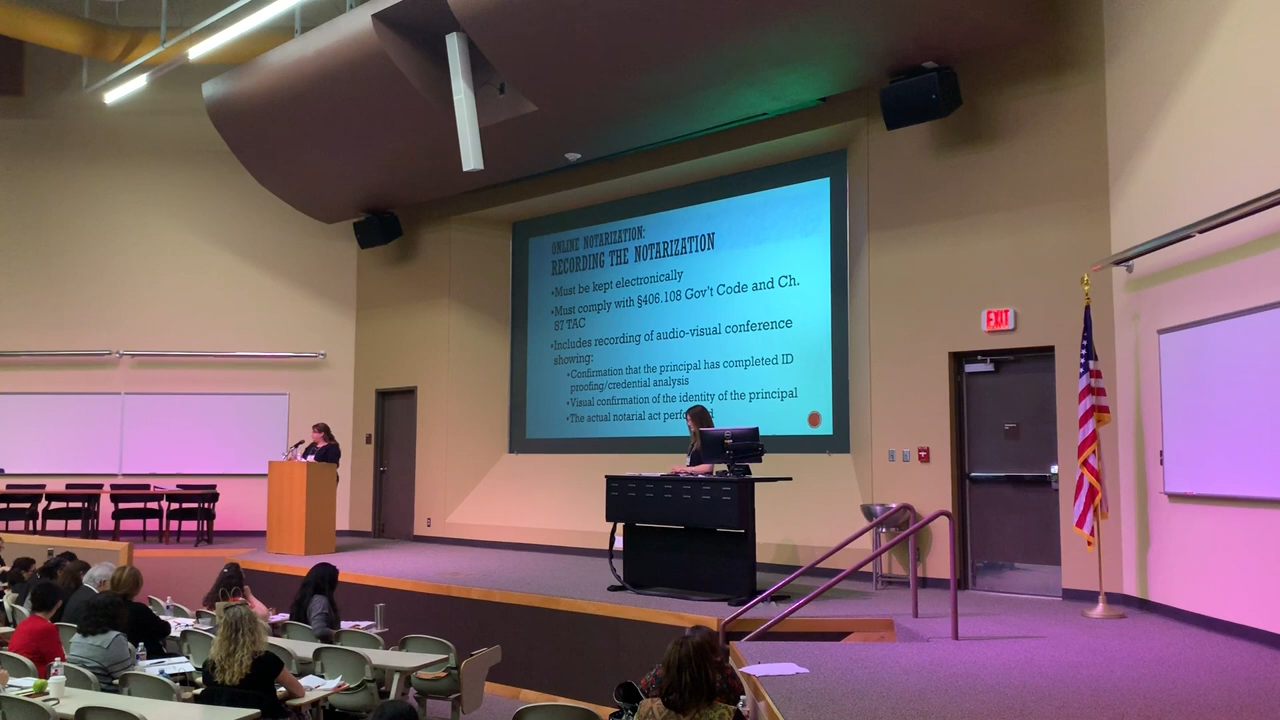 ONLINE NOTARIZATION:
RECORDING THE NOTARIZATION
•Must be kept electronically
•Must comply with §406.108 Gov't Code and Ch.
87 TAC
•Includes recording of audio-visual conference
showing:
•Confirmation that the principal has completed ID
proofing/credential analysis
•Visual confirmation of the identity of the principal
•The actual notarial act
EXIT